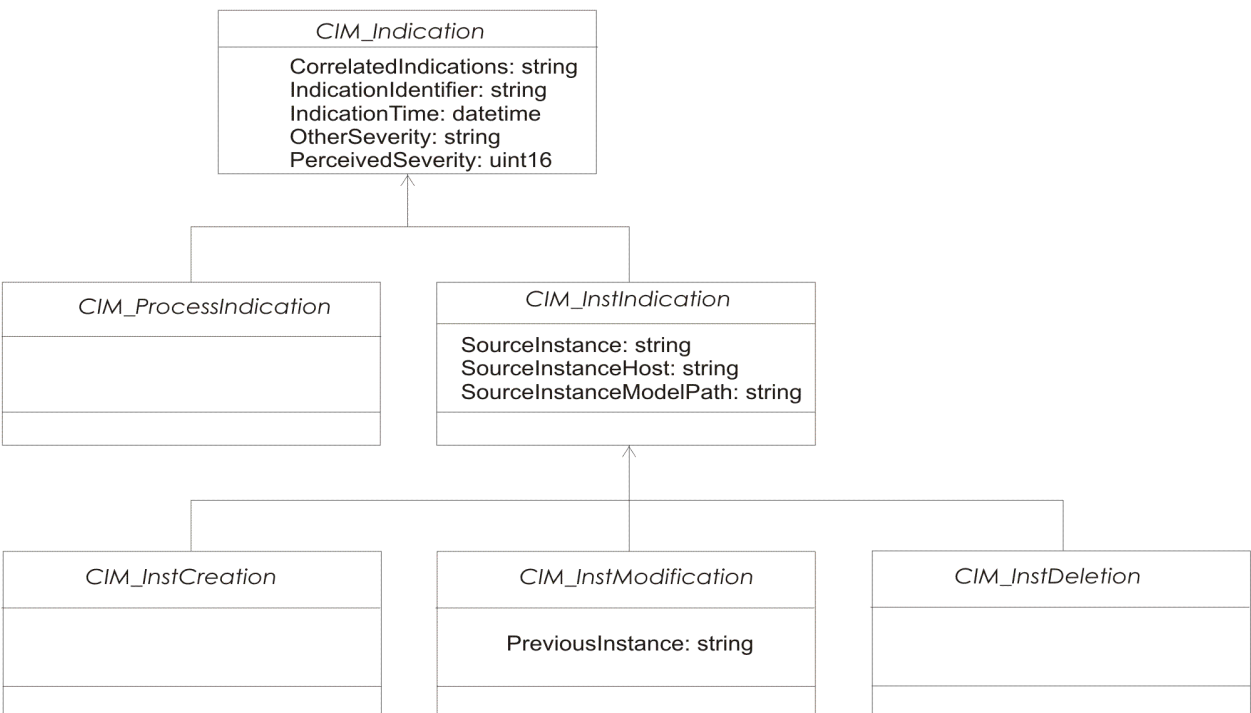 CIM_Indication
CorrelatedIndications: string
IndicationIdentifier: string
IndicationTime: datetime
OtherSeverity: string
PerceivedSeverity: uint16
CIM_ProcessIndication
CIM_InstIndication
SourceInstance: string
SourceInstanceHost: string
SourceInstanceModelPath: string
CIM_InstCreation
CIM_InstModification
PreviousInstance: string
CIM_InstDeletion